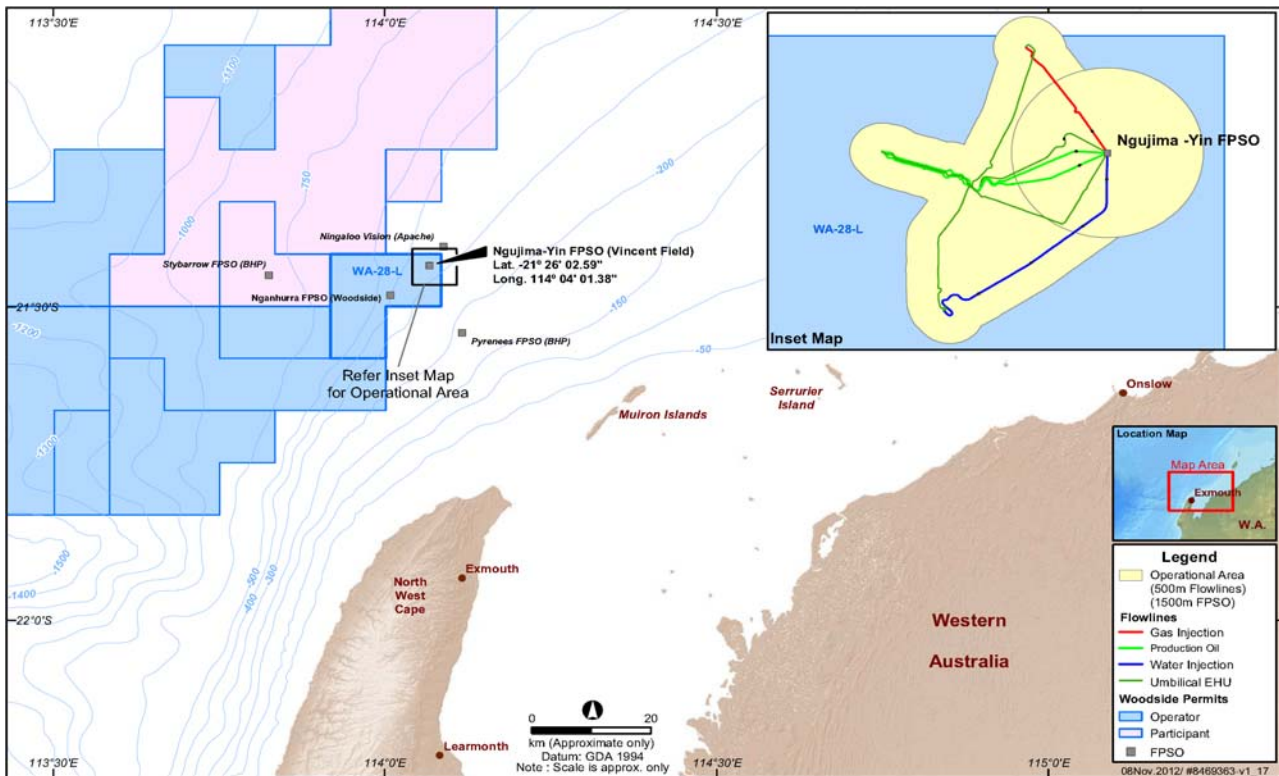 113°30'E
114°0'E
114°30'E
-1100
-1000
-750
-200
-150
-50
Ningaloo Vision (Apache)
Ngujima-Yin FPSO (Vincent Field)
Lat. -21° 26' 02.59"
Long. 114° 04' 01.38"
Stybarrow FPSO (BHP)
WA-28-L
Nganhurra FPSO (Woodside)
21°30'S
Pyrenees FPSO (BHP)
Refer Inset Map
for Operational Area
-1200
-1300
-1500
-1400
-500
-400
-300
Ngujima -Yin FPSO
WA-28-L
Inset Map
Muiron Islands
Serrurier
Island
Onslow
Exmouth
North
West
Cape
22°0'S
Western
Australia
Learmonth
0 20
km (Approximate only)
Datum: GDA 1994
Note : Scale is approx. only
Location Map
Map Area
Exmouth
W.A.
Legend
Operational Area
(500m Flowlines)
(1500m FPSO)
Flowlines
Gas Injection
Production Oil
Water Injection
Umbilical EHU
Woodside Permits
Operator
Participant
FPSO
113°30'E
114°0'E
114°30'E
115°0'E
08Nov.2012/ #8469363-v1_17